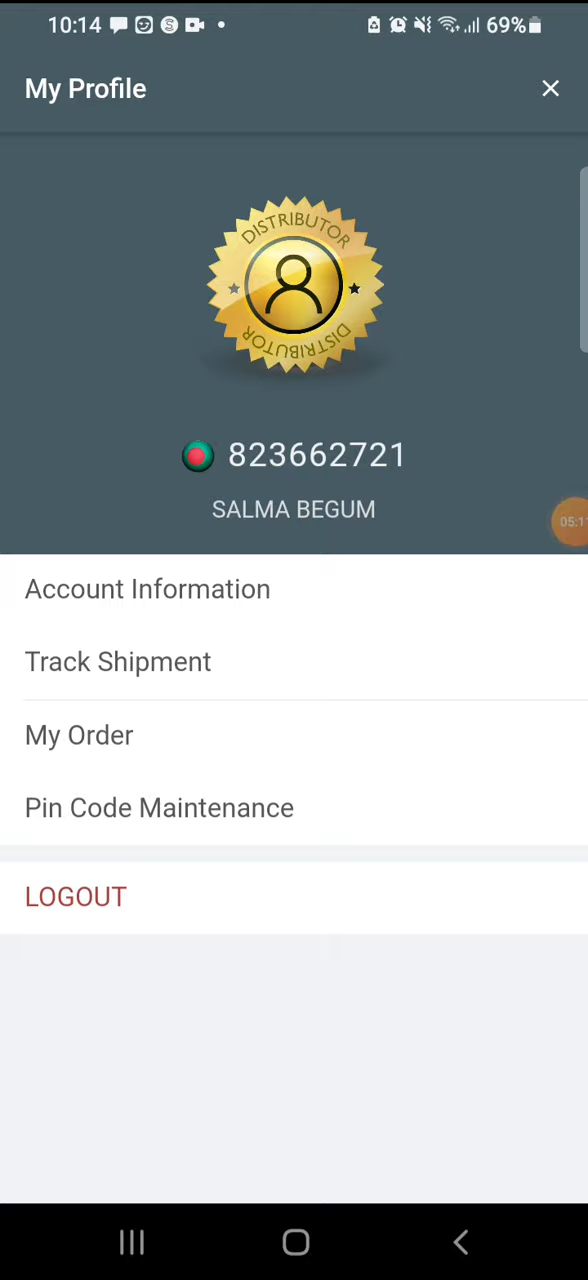 10:14
69%
My Profile
DISTRIBUTOR
DISTRIBUTOR
823662721
SALMA BEGUM
Account Information
Track Shipment
My Order
Pin Code Maintenance
LOGOUT